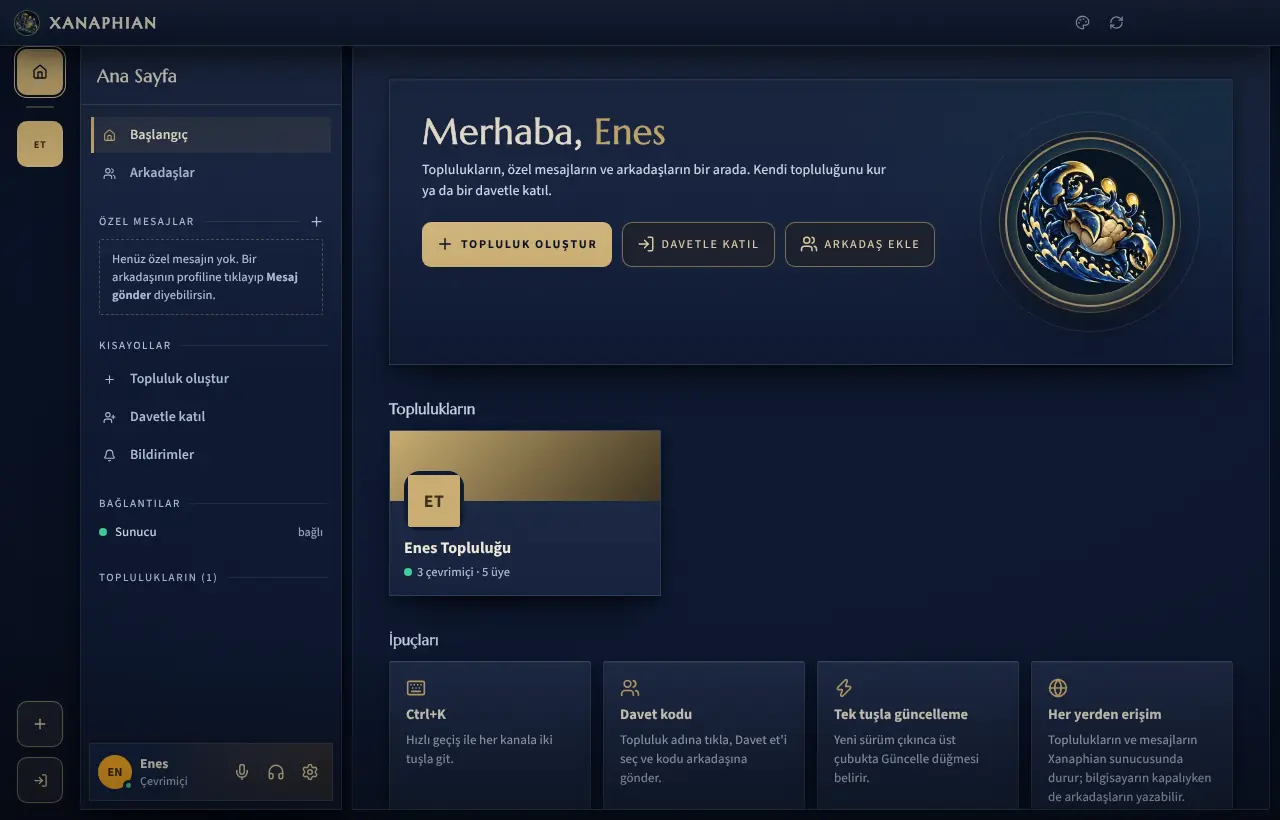 XANAPHIAN
Ana Sayfa
Başlangıç
Arkadaşlar
ÖZEL MESAJLAR
Henüz özel mesajın yok. Bir
arkadaşının profiline tıklayıp Mesaj
gönder diyebilirsin.
KISAYOLLAR
Topluluk oluştur
Davetle katıl
Bildirimler
BAĞLANTILAR
Sunucu
bağlı
TOPLULUKLARIN (1)
ET
EN
Enes
Çevrimiçi
Merhaba, Enes
Toplulukların, özel mesajların ve arkadaşların bir arada. Kendi topluluğunu kur
ya da bir davetle katıl.
TOPLULUK OLUŞTUR
DAVETLE KATIL
ARKADAŞ EKLE
Toplulukların
ET
Enes Topluluğu
3 çevrimiçi · 5 üye
İpuçları
Ctrl+K
Hızlı geçiş ile her kanala iki
tuşla git.
Davet kodu
Topluluk adına tıkla, Davet et'i
seç ve kodu arkadaşına
gönder.
Tek tuşla güncelleme
Yeni sürüm çıkınca üst
çubukta Güncelle düğmesi
belirir.
Her yerden erişim
Toplulukların ve mesajların
Xanaphian sunucusunda
durur; bilgisayarın kapalıyken
de arkadaşların yazabilir.